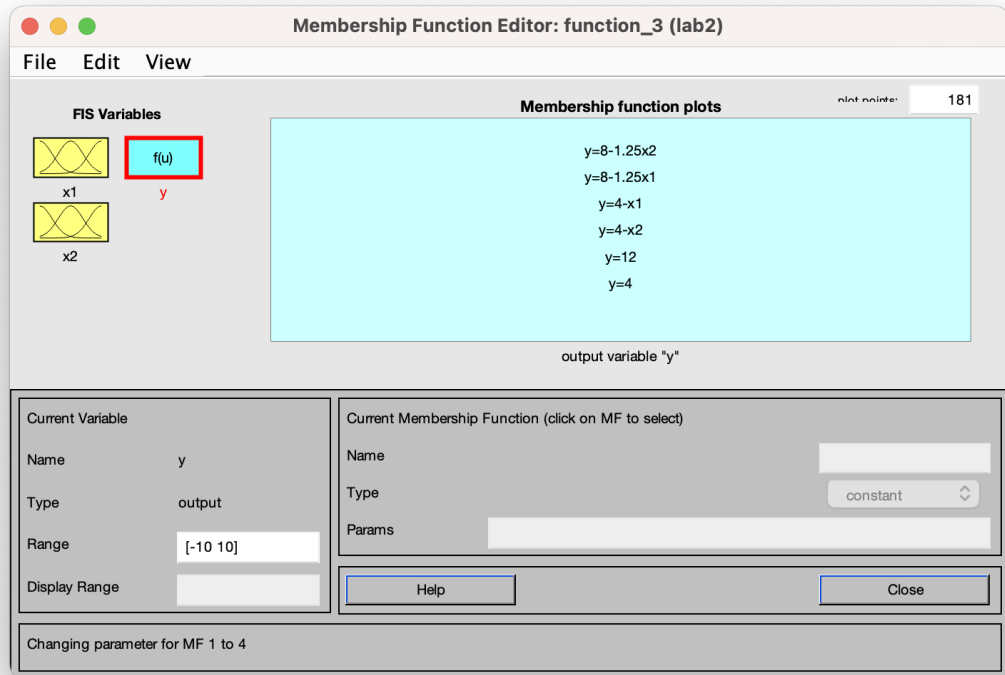 Membership Function Editor: function_3 (lab2)
File Edit View
FIS Variables
f(u)
x1
y
x2
Membership function plots
plot points:
181
y=8-1.25x2
y=8-1.25x1
y=4-x1
y=4-x2
y=12
y=4
output variable "y"
Current Variable
Name y
Type output
Range [-10 10]
Display Range
Current Membership Function (click on MF to select)
Name
Type constant
Params
Help Close
Changing parameter for MF 1 to 4